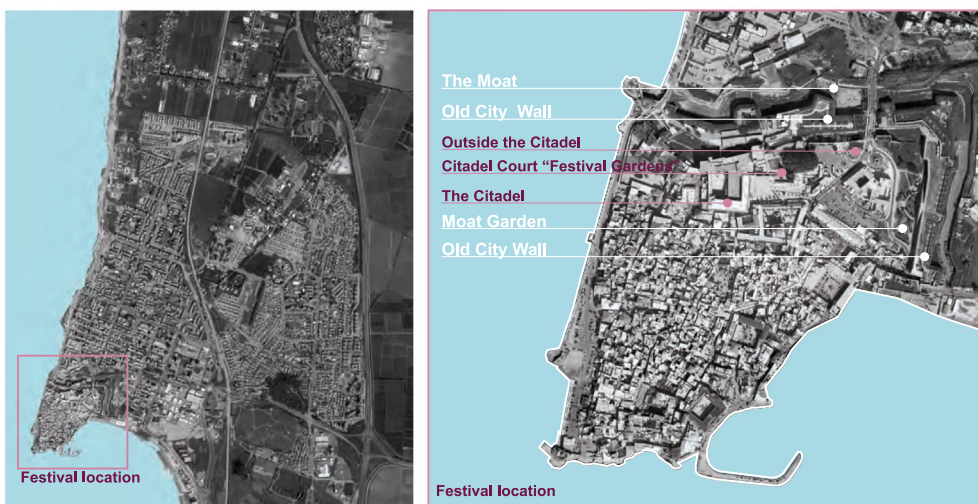 Festival location
The Moat
Old City Wall
Outside the Citadel
Citadel Court “Festival Gardens”
The Citadel
Moat Garden
Old City Wall
Festival location